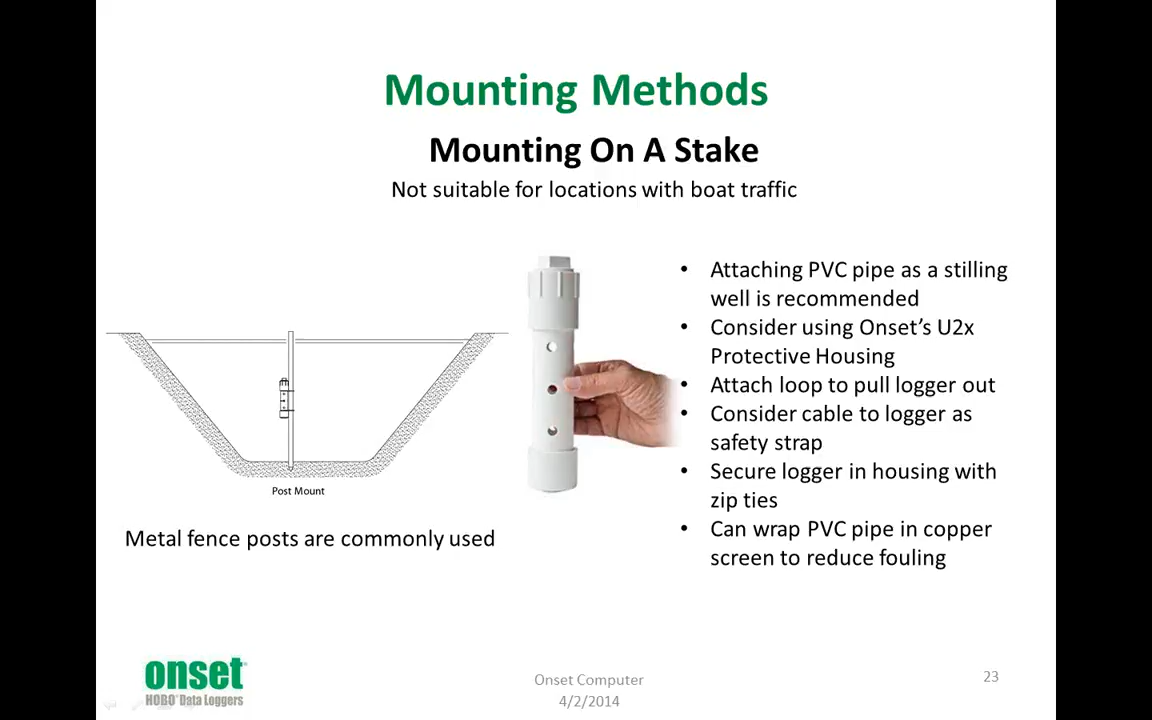 Mounting Methods
Mounting On A Stake
Not suitable for locations with boat traffic
• Attaching PVC pipe as a stilling
well is recommended
• Consider using Onset's U2x
Protective Housing
• Attach loop to pull logger out
• Consider cable to logger as
safety strap
• Secure logger in housing with
zip ties
• Can wrap PVC pipe in copper
screen to reduce fouling
Post Mount
Metal fence posts are commonly used
onset®
HOBO® Data Loggers
Onset Computer
4/2/2014
23